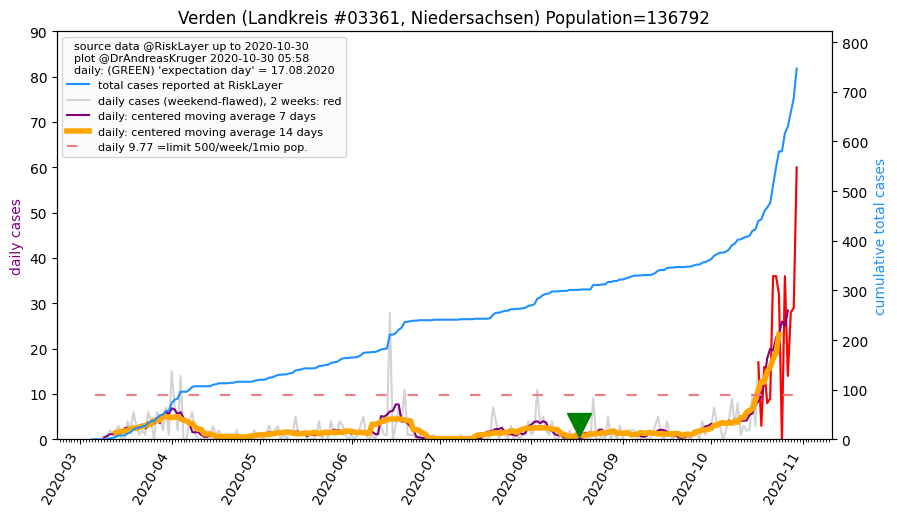 Verden (Landkreis #03361, Niedersachsen) Population=136792
source data @RiskLayer up to 2020-10-30
plot @DrAndreasKruger 2020-10-30 05:58
daily: (GREEN) 'expectation day' = 17.08.2020
total cases reported at RiskLayer
daily cases (weekend-flawed), 2 weeks: red
daily: centered moving average 7 days
daily: centered moving average 14 days
daily 9.77 =limit 500/week/1mio pop.
daily cases
90
80
70
60
50
40
30
20
10
0
800
700
600
500
400
300
200
100
0
cumulative total cases
2020-03
2020-04
2020-05
2020-06
2020-07
2020-08
2020-09
2020-10
2020-11